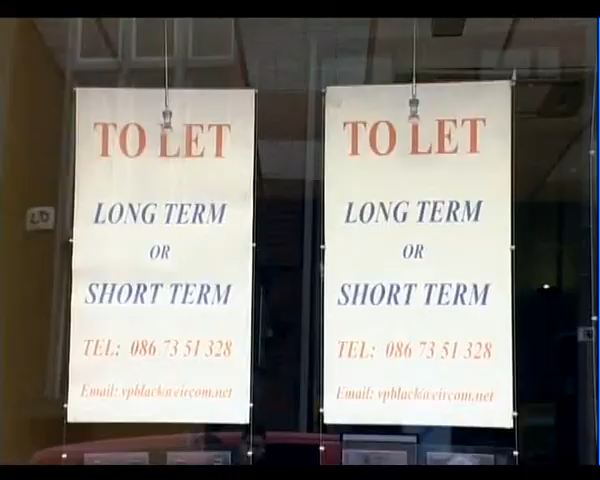 TO LET
LONG TERM
OR
SHORT TERM
TEL: 086 73 51 328
Email: vpblack@eircom.net
TO LET
LONG TERM
OR
SHORT TERM
TEL: 086 73 51 328
Email: vpblack@eircom.net